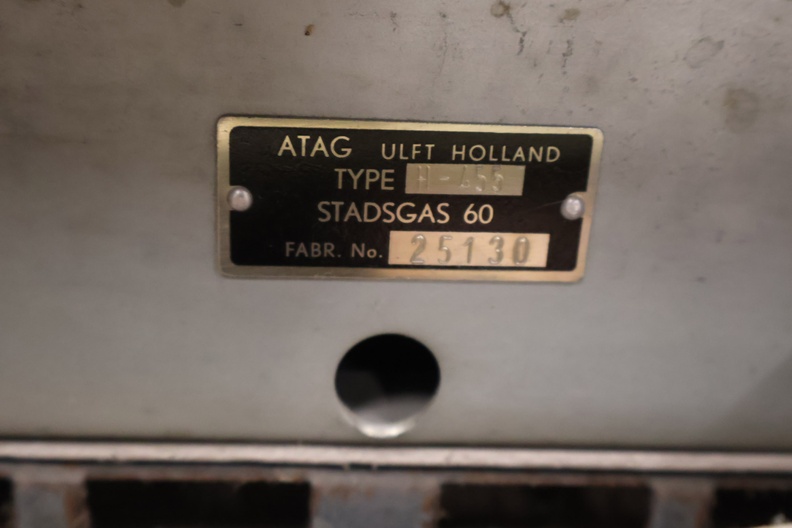 ATAG ULFT HOLLAND
TYPE
STADSGAS 60
FABR. No. 25130